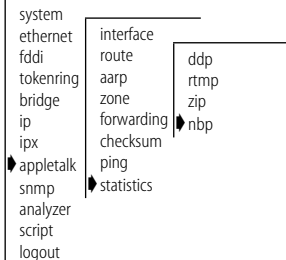 system
ethernet
fddi
tokenring
bridge
ip
ipx
appletalk
snmp
analyzer
script
logout
interface
route
aarp
zone
forwarding
checksum
ping
statistics
ddp
rtmp
zip
nbp